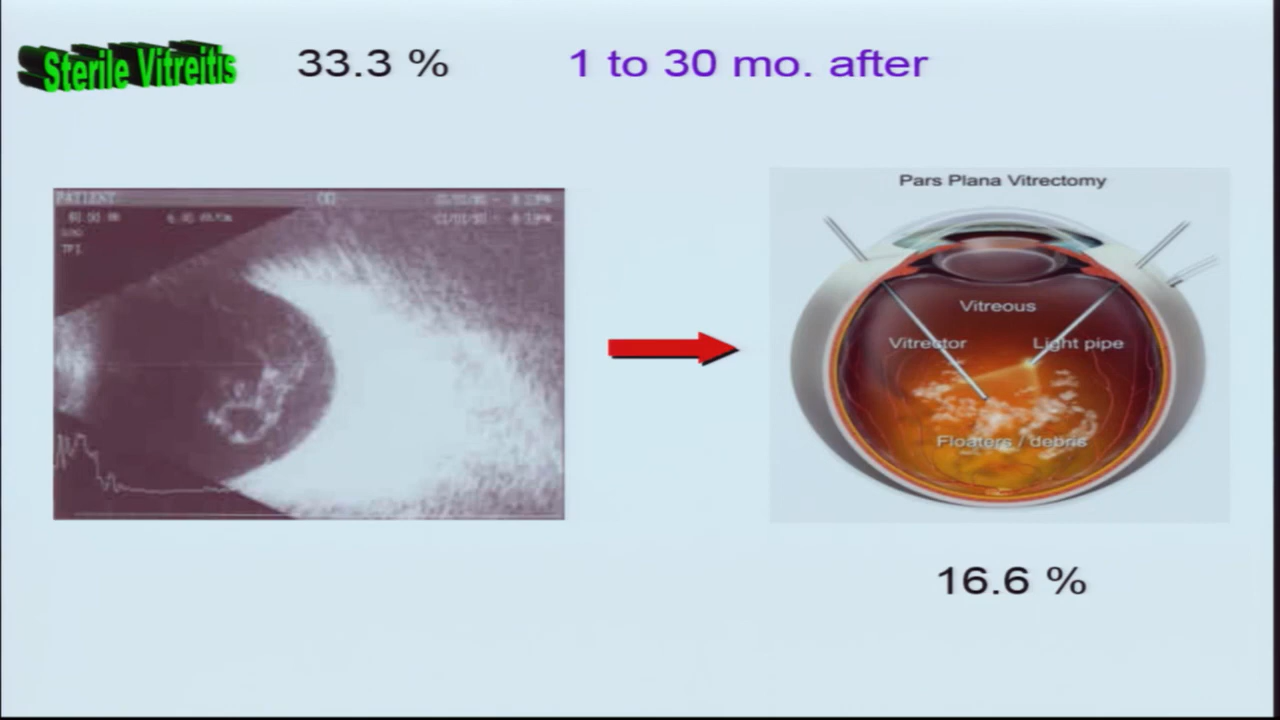 Sterile Vitreitis
33.3 %
1 to 30 mo. after
PATIENT
Pars Plana Vitrectomy
Vitreous
Vitrector
Light pipe
Floaters / debris
16.6 %